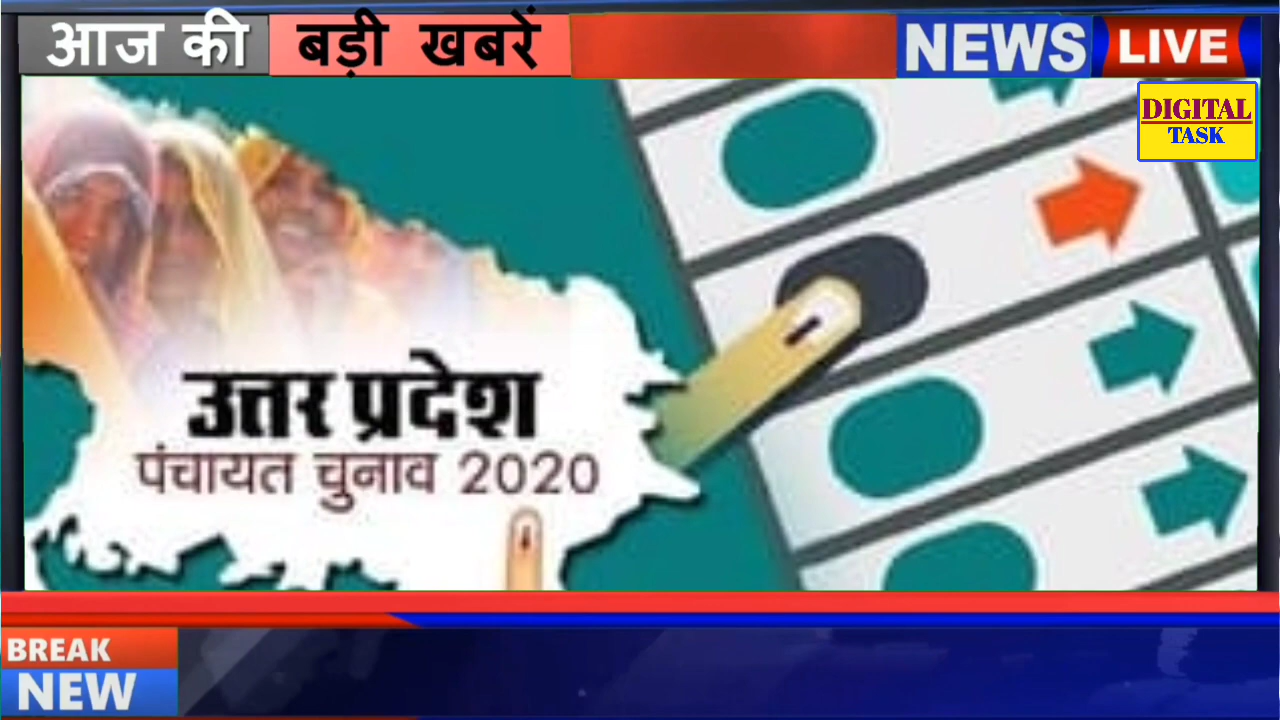 आज की बड़ी खबरें NEWS LIVE
DIGITAL
TASK
उत्तर प्रदेश
पंचायत चुनाव 2020
BREAK
NEW